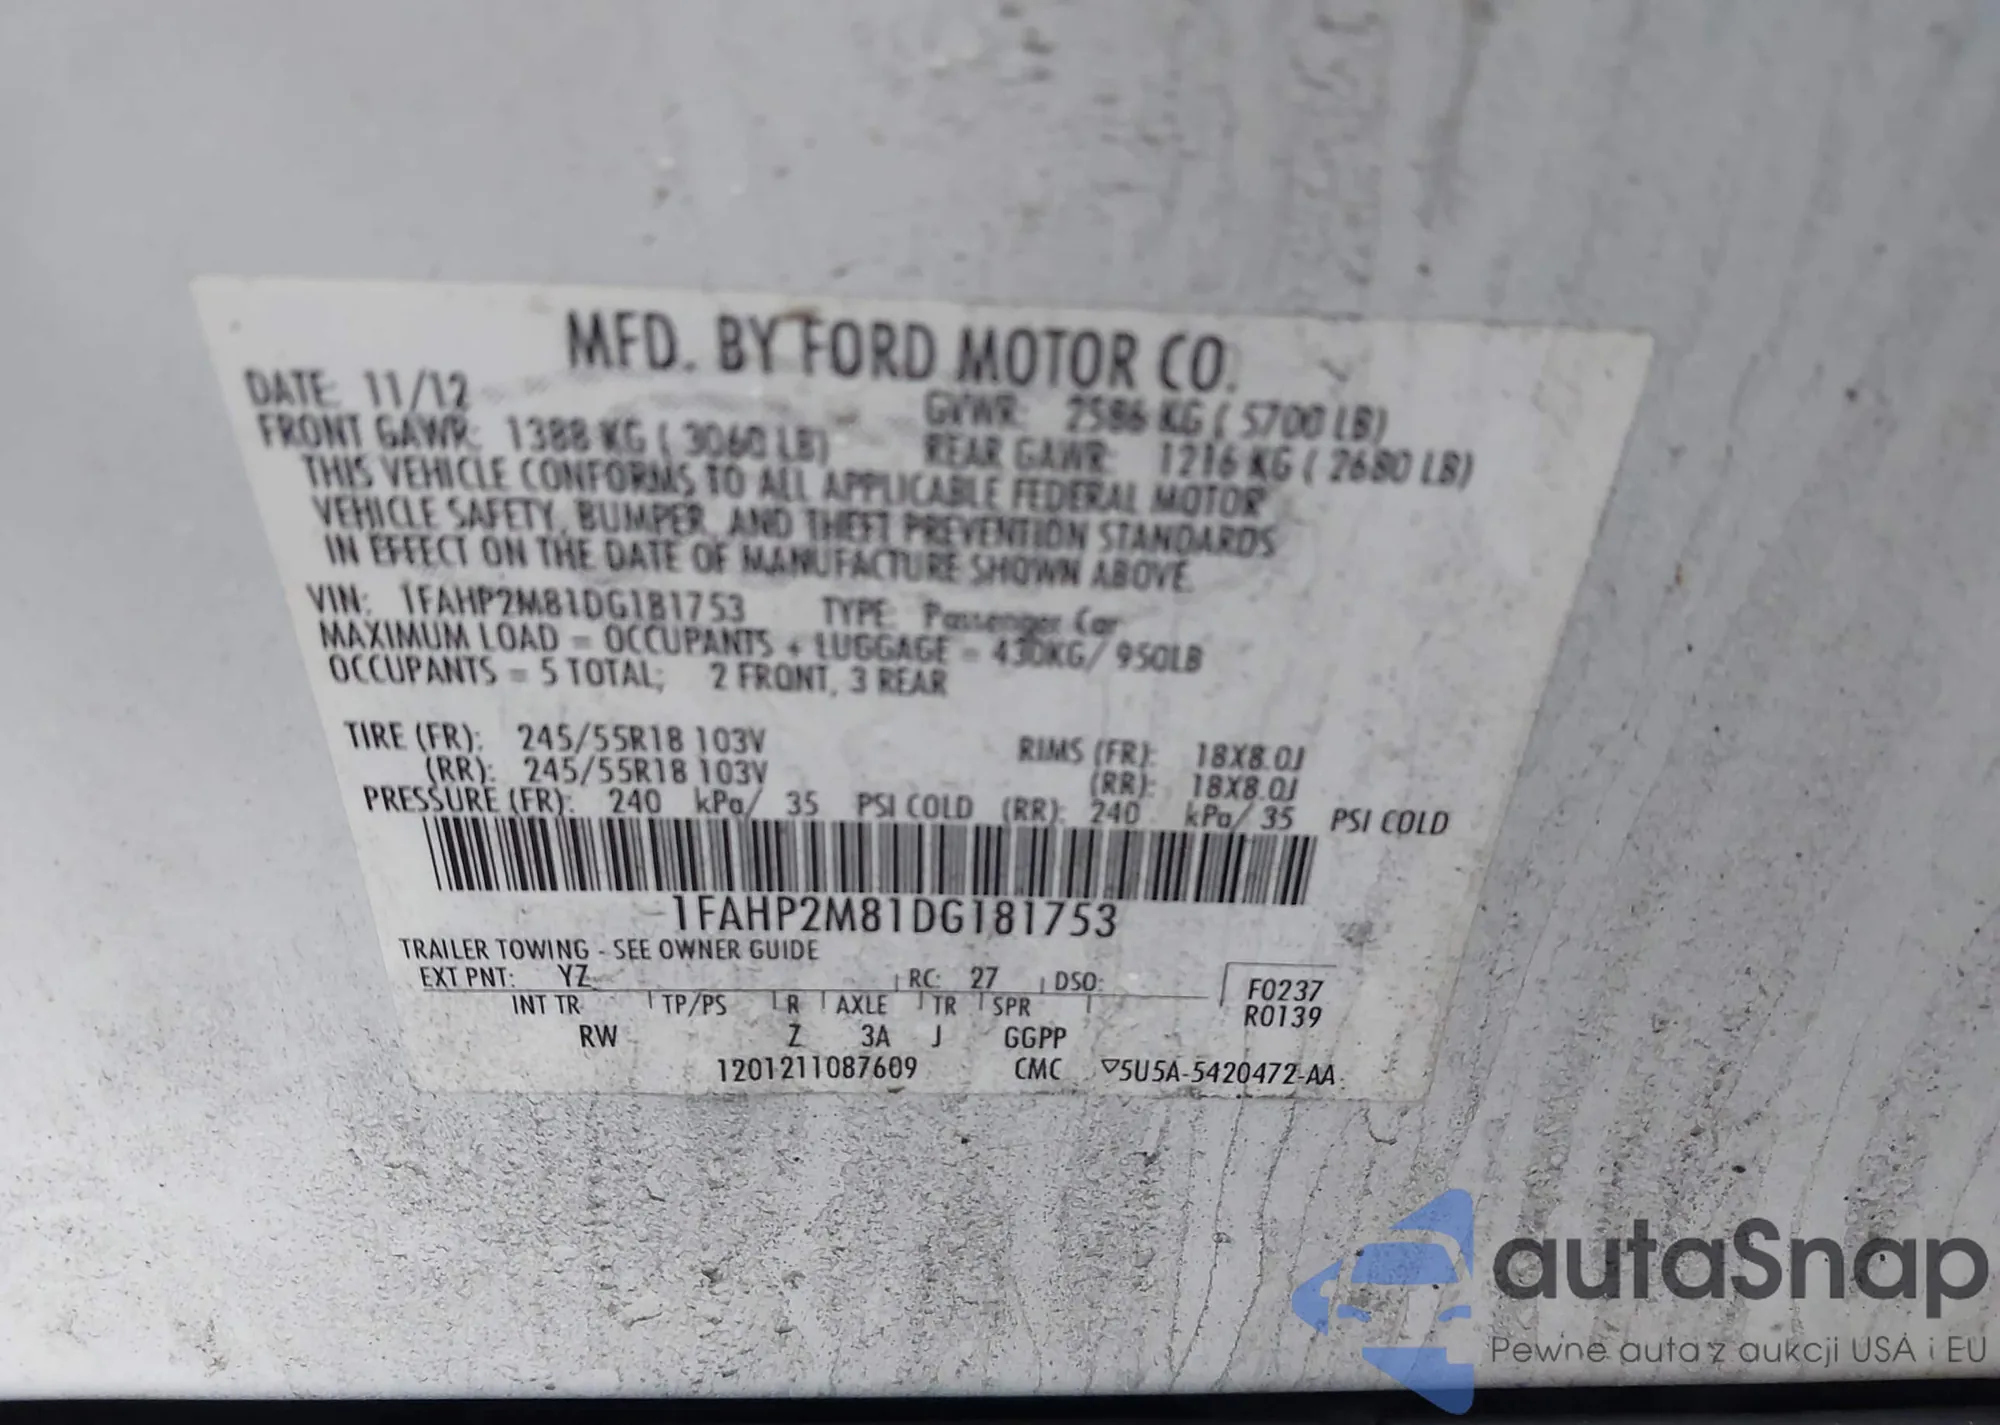 MFD. BY FORD MOTOR CO.
DATE: 11/12 GVWR: 2586 KG ( 5700 LB)
FRONT GAWR: 1388 KG ( 3060 LB) REAR GAWR: 1216 KG ( 2680 LB)
THIS VEHICLE CONFORMS TO ALL APPLICABLE FEDERAL MOTOR
VEHICLE SAFETY, BUMPER, AND THEFT PREVENTION STANDARDS
IN EFFECT ON THE DATE OF MANUFACTURE SHOWN ABOVE.
VIN: 1FAHP2M81DG181753 TYPE: Passenger Car
MAXIMUM LOAD = OCCUPANTS + LUGGAGE = 430KG/ 950LB
OCCUPANTS = 5 TOTAL; 2 FRONT, 3 REAR
TIRE (FR): 245/55R18 103V RIMS (FR): 18X8.0J
(RR): 245/55R18 103V (RR): 18X8.0J
PRESSURE (FR): 240 kPa/ 35 PSI COLD (RR): 240 kPa/ 35 PSI COLD
1FAHP2M81DG181753
TRAILER TOWING - SEE OWNER GUIDE
EXT PNT: YZ RC: 27 DSO: F0237
INT TR TP/PS R AXLE TR SPR R0139
RW Z 3A J GGPP
1201211087609 CMC ▽5U5A-5420472-AA
autaSnap
Pewne auta z aukcji USA i EU